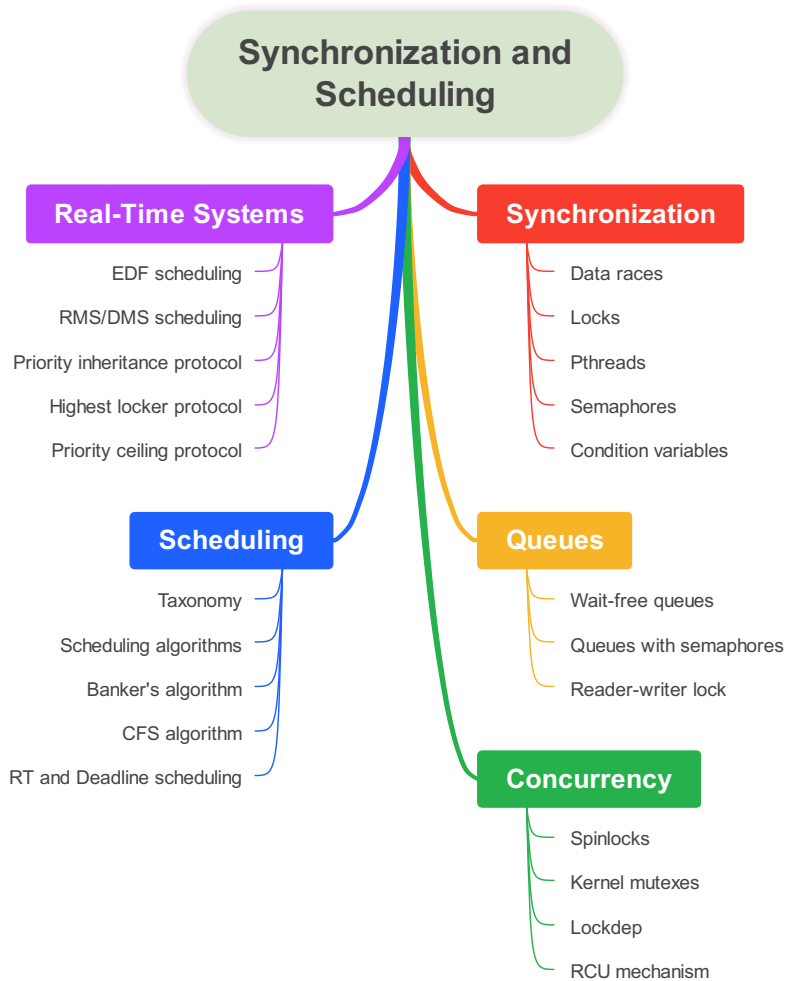 Synchronization and
Scheduling
Real-Time Systems
EDF scheduling
RMS/DMS scheduling
Priority inheritance protocol
Highest locker protocol
Priority ceiling protocol
Scheduling
Taxonomy
Scheduling algorithms
Banker's algorithm
CFS algorithm
RT and Deadline scheduling
Synchronization
Data races
Locks
Pthreads
Semaphores
Condition variables
Queues
Wait-free queues
Queues with semaphores
Reader-writer lock
Concurrency
Spinlocks
Kernel mutexes
Lockdep
RCU mechanism